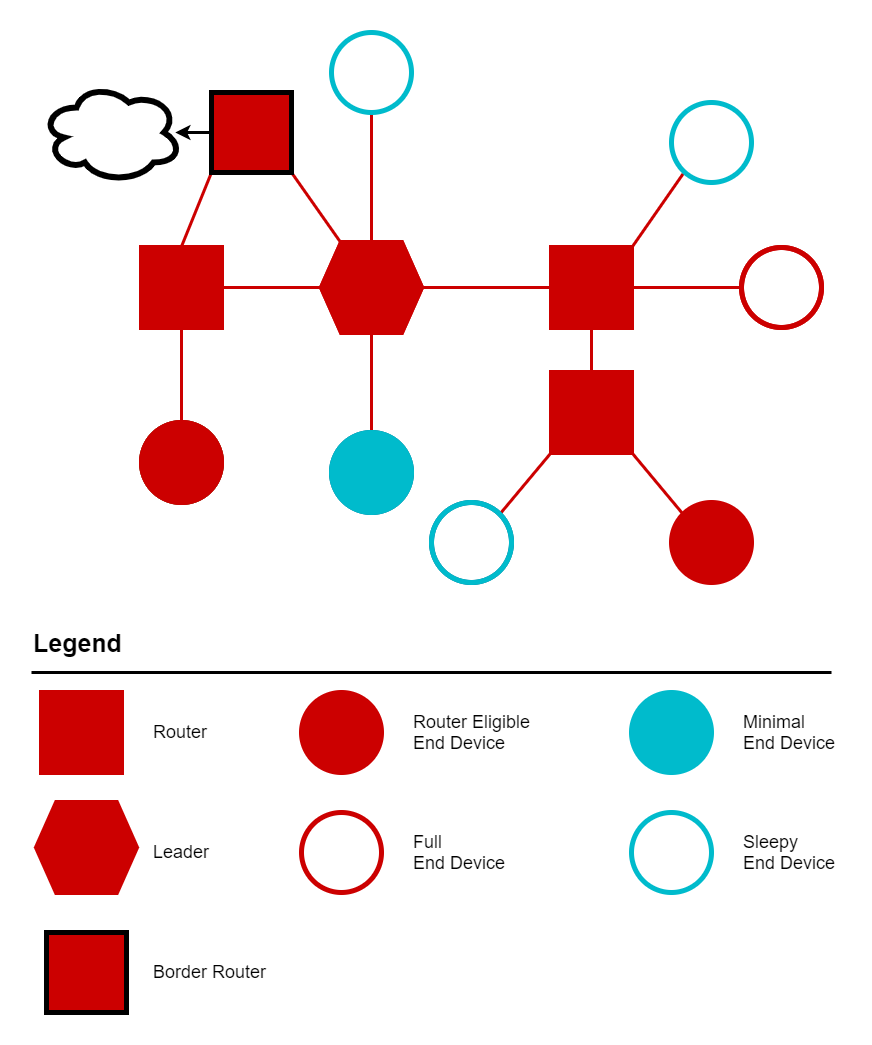 Legend
Router
Router Eligible
End Device
Minimal
End Device
Leader
Full
End Device
Sleepy
End Device
Border Router